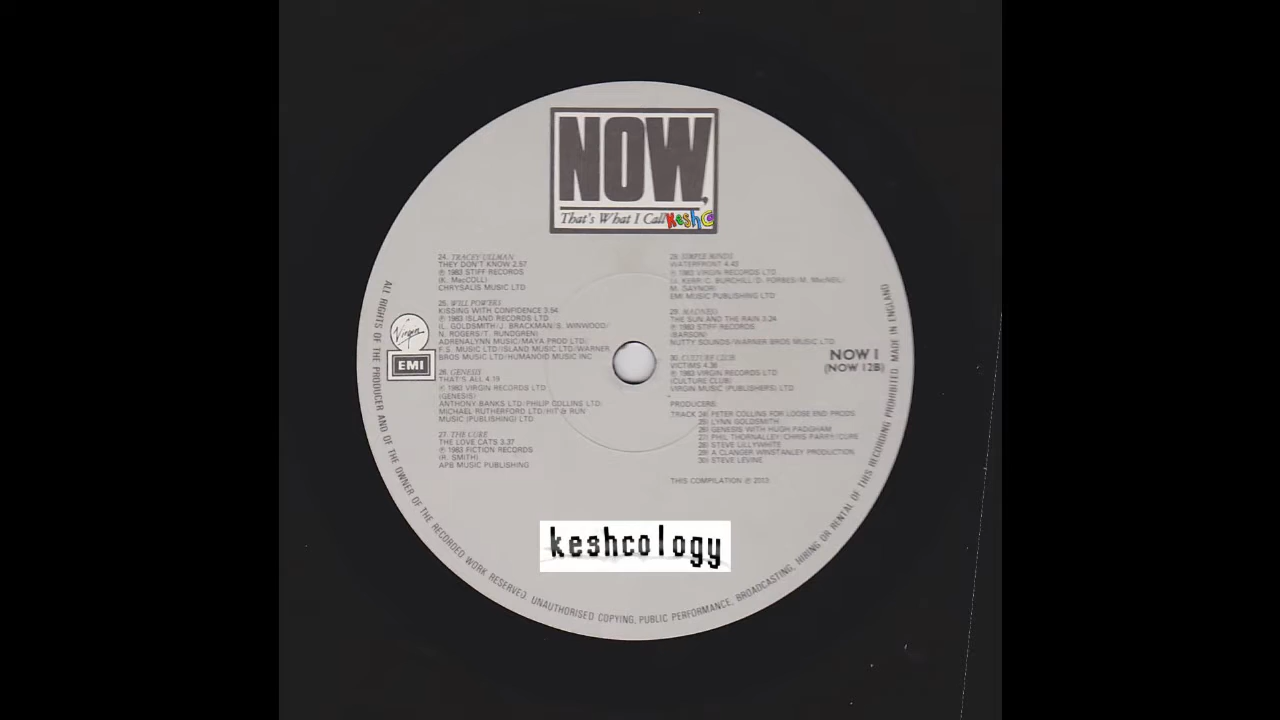 NOW,
That's What I Call KeshC
24. TRACEY ULLMAN
THEY DON'T KNOW 2.57
℗ 1983 STIFF RECORDS
(K. MacCOLL)
CHRYSALIS MUSIC LTD
25. WILL POWERS
KISSING WITH CONFIDENCE 3.54
℗ 1983 ISLAND RECORDS LTD
(L. GOLDSMITH/J. BRACKMAN/S. WINWOOD/
N. ROGERS/T. RUNDGREN)
ADRENALYNN MUSIC/MAYA PROD LTD/
F.S. MUSIC LTD/ISLAND MUSIC LTD/WARNER
BROS MUSIC LTD/HUMANOID MUSIC INC
26. GENESIS
THAT'S ALL 4.19
℗ 1983 VIRGIN RECORDS LTD
(GENESIS)
ANTHONY BANKS LTD/PHILIP COLLINS LTD/
MICHAEL RUTHERFORD LTD/HIT & RUN
MUSIC (PUBLISHING) LTD
27. THE CURE
THE LOVE CATS 3.37
℗ 1983 FICTION RECORDS
(R. SMITH)
APB MUSIC PUBLISHING
28. SIMPLE MINDS
WATERFRONT 4.43
℗ 1983 VIRGIN RECORDS LTD
(J. KERR/C. BURCHILL/D. FORBES/M. MacNEIL/
M. GAYNOR)
EMI MUSIC PUBLISHING LTD
29. MADNESS
THE SUN AND THE RAIN 3.24
℗ 1983 STIFF RECORDS
(BARSON)
NUTTY SOUNDS/WARNER BROS MUSIC LTD
30. CULTURE CLUB
VICTIMS 4.36
℗ 1983 VIRGIN RECORDS LTD
(CULTURE CLUB)
VIRGIN MUSIC (PUBLISHERS) LTD
PRODUCERS:
TRACK 24) PETER COLLINS FOR LOOSE END PRODS
25) LYNN GOLDSMITH
26) GENESIS WITH HUGH PADGHAM
27) PHIL THORNALLEY/CHRIS PARRY/CURE
28) STEVE LILLYWHITE
29) A CLANGER WINSTANLEY PRODUCTION
30) STEVE LEVINE
THIS COMPILATION ℗ 2013
Virgin
EMI
NOW 1
(NOW 12B)
keshcology
ALL RIGHTS OF THE PRODUCER AND OF THE OWNER OF THE RECORDED WORK RESERVED. UNAUTHORISED COPYING, PUBLIC PERFORMANCE, BROADCASTING, HIRING OR RENTAL OF THIS RECORDING PROHIBITED. MADE IN ENGLAND